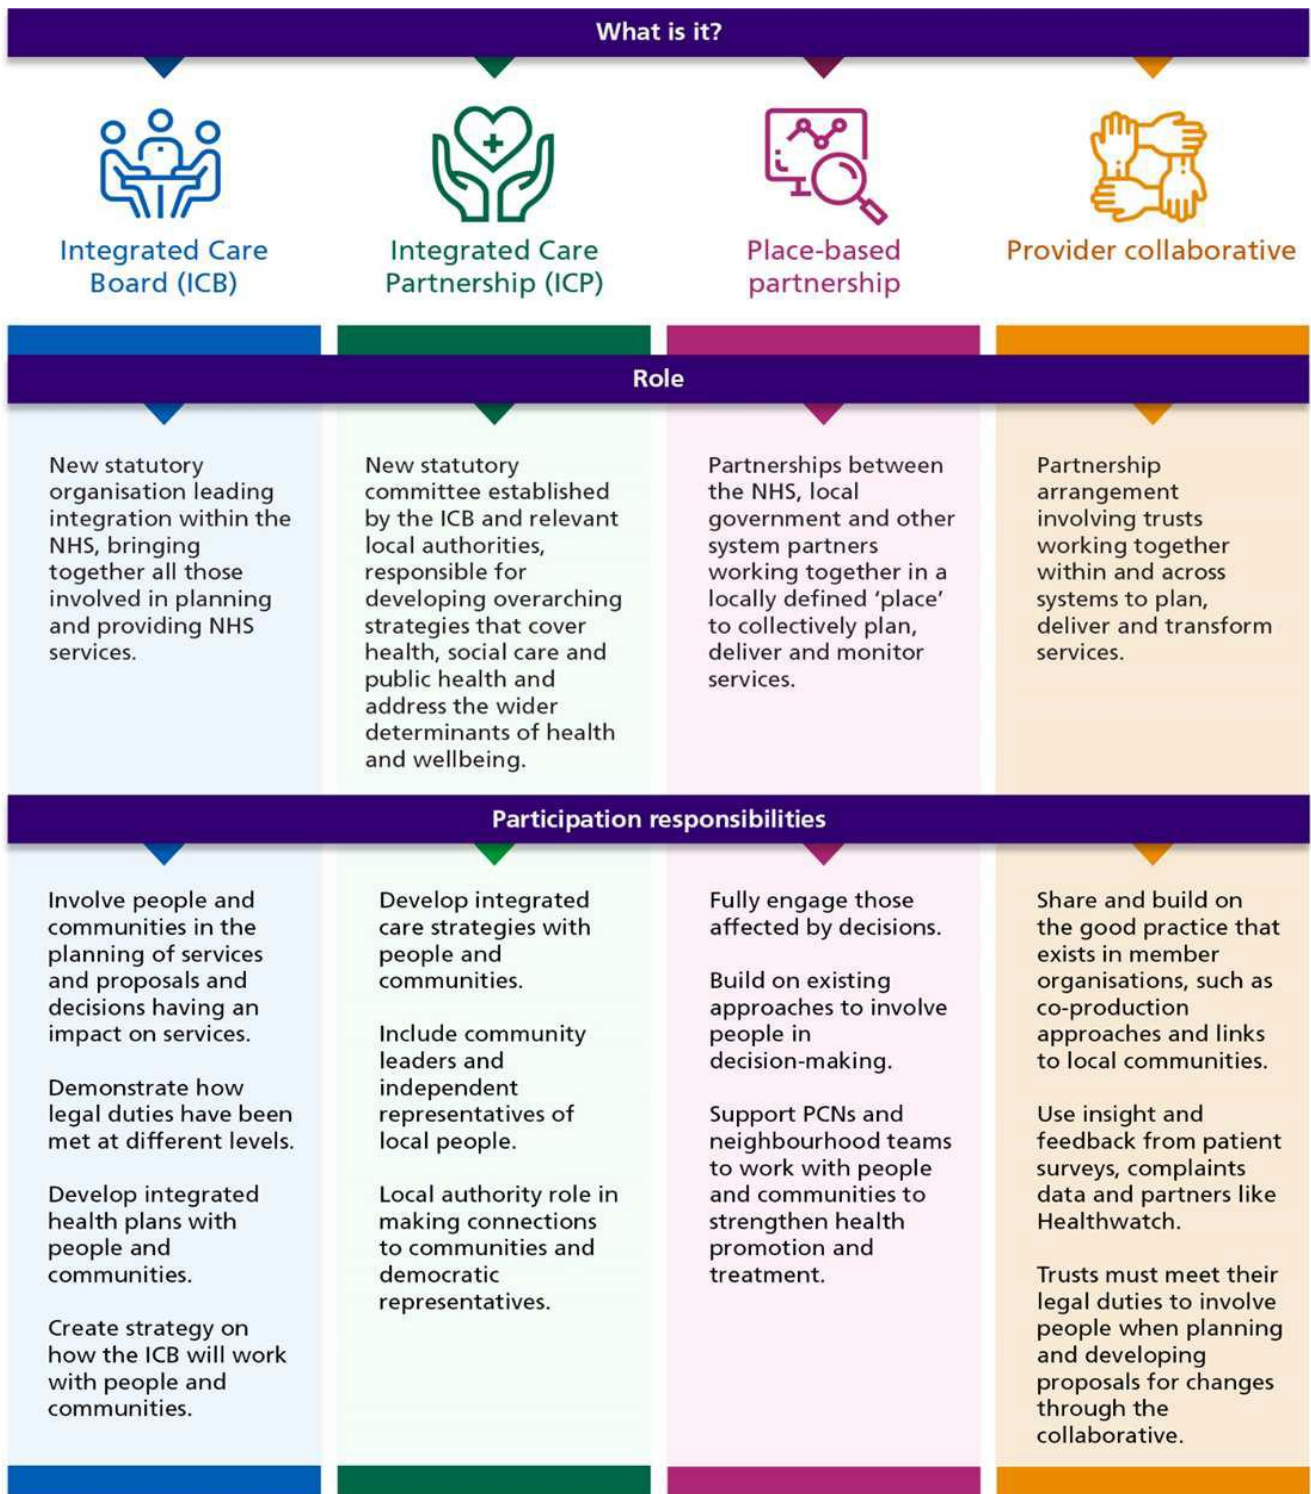 What is it?
Integrated Care
Board (ICB)
Integrated Care
Partnership (ICP)
Place-based
partnership
Provider collaborative
Role
New statutory
organisation leading
integration within the
NHS, bringing
together all those
involved in planning
and providing NHS
services.
New statutory
committee established
by the ICB and relevant
local authorities,
responsible for
developing overarching
strategies that cover
health, social care and
public health and
address the wider
determinants of health
and wellbeing.
Partnerships between
the NHS, local
government and other
system partners
working together in a
locally defined ‘place’
to collectively plan,
deliver and monitor
services.
Partnership
arrangement
involving trusts
working together
within and across
systems to plan,
deliver and transform
services.
Participation responsibilities
Involve people and
communities in the
planning of services
and proposals and
decisions having an
impact on services.
Demonstrate how
legal duties have been
met at different levels.
Develop integrated
health plans with
people and
communities.
Create strategy on
how the ICB will work
with people and
communities.
Develop integrated
care strategies with
people and
communities.
Include community
leaders and
independent
representatives of
local people.
Local authority role in
making connections
to communities and
democratic
representatives.
Fully engage those
affected by decisions.
Build on existing
approaches to involve
people in
decision-making.
Support PCNs and
neighbourhood teams
to work with people
and communities to
strengthen health
promotion and
treatment.
Share and build on
the good practice that
exists in member
organisations, such as
co-production
approaches and links
to local communities.
Use insight and
feedback from patient
surveys, complaints
data and partners like
Healthwatch.
Trusts must meet their
legal duties to involve
people when planning
and developing
proposals for changes
through the
collaborative.